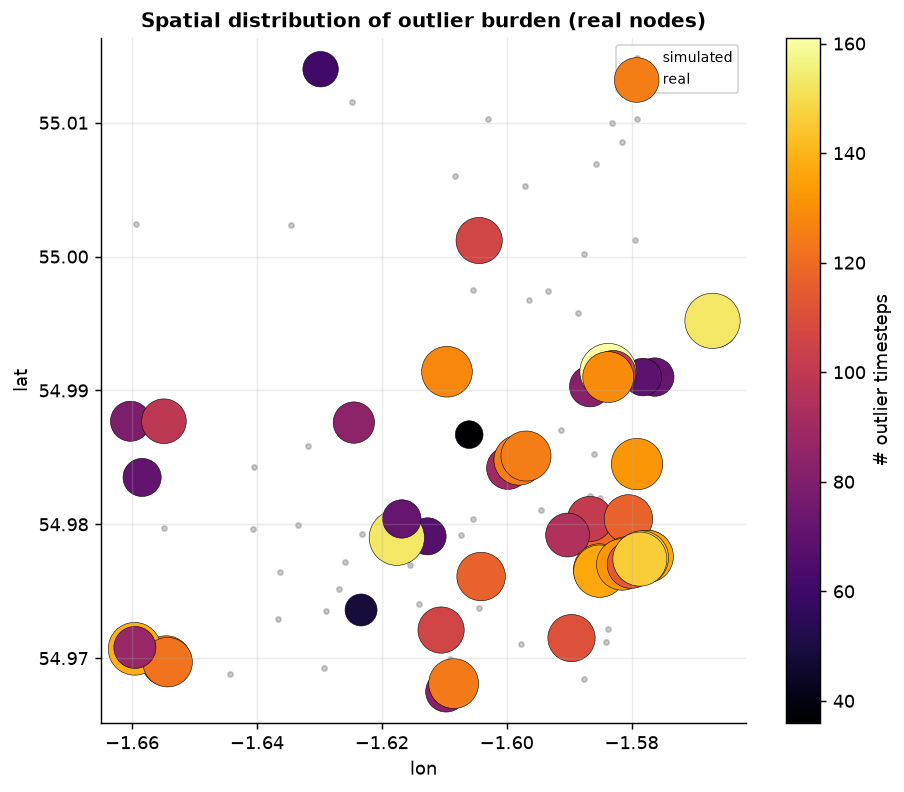 Spatial distribution of outlier burden (real nodes)
simulated
real
55.01
55.00
54.99
54.98
54.97
lat
−1.66
−1.64
−1.62
−1.60
−1.58
lon
160
140
120
100
80
60
40
# outlier timesteps